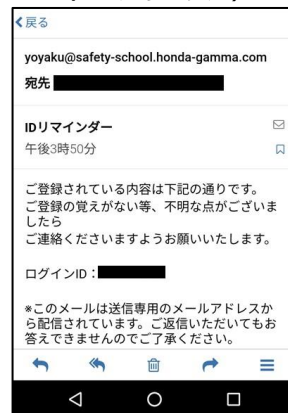 戻る
yoyaku@safety-school.honda-gamma.com
宛先
IDリマインダー
午後3時50分
ご登録されている内容は下記の通りです。
ご登録の覚えがない等、不明な点がございま
したら
ご連絡くださいますようお願いいたします。
ログインID：
*このメールは送信専用のメールアドレスか
ら配信されています。ご返信いただいてもお
答えできませんのでご了承ください。